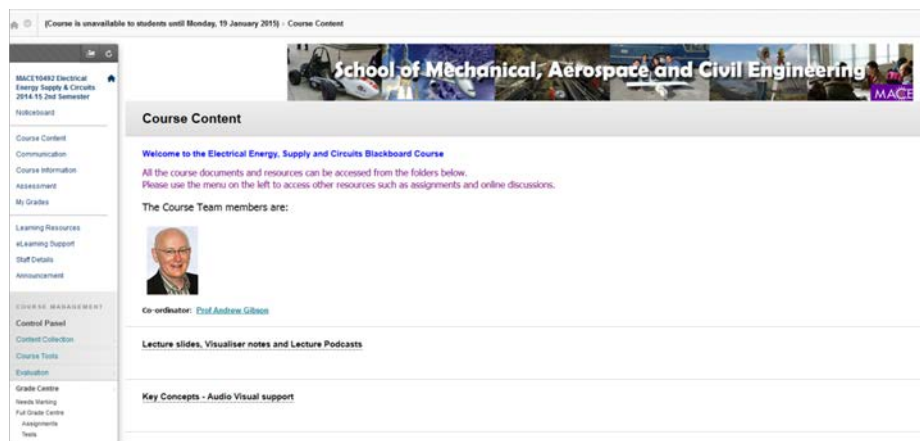 (Course is unavailable to students until Monday, 19 January 2015) › Course Content
School of Mechanical, Aerospace and Civil Engineering
MACE
MACE10492 Electrical
Energy Supply & Circuits
2014-15 2nd Semester
Noticeboard
Course Content
Communication
Course Information
Assessment
My Grades
Learning Resources
eLearning Support
Staff Details
Announcement
COURSE MANAGEMENT
Control Panel
Content Collection
Course Tools
Evaluation
Grade Centre
Needs Marking
Full Grade Centre
Assignments
Tests
Course Content
Welcome to the Electrical Energy, Supply and Circuits Blackboard Course
All the course documents and resources can be accessed from the folders below.
Please use the menu on the left to access other resources such as assignments and online discussions.
The Course Team members are:
Co-ordinator: Prof Andrew Gibson
Lecture slides, Visualiser notes and Lecture Podcasts
Key Concepts - Audio Visual support